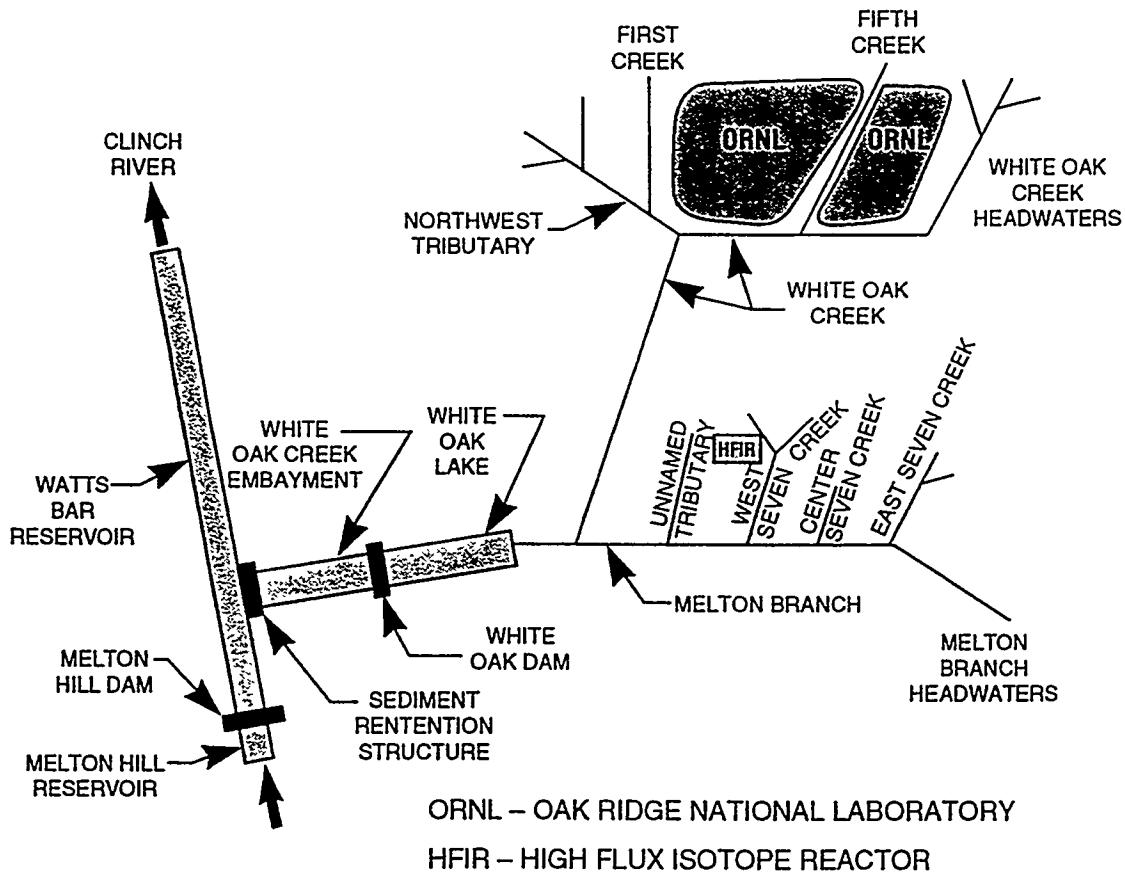 FIRST
CREEK
FIFTH
CREEK
ORNL
ORNL
CLINCH
RIVER
NORTHWEST
TRIBUTARY
WHITE OAK
CREEK
HEADWATERS
WHITE OAK
CREEK
WHITE
OAK CREEK
EMBAYMENT
WHITE
OAK
LAKE
WATTS
BAR
RESERVOIR
UNNAMED
TRIBUTARY
HFIR
WEST
SEVEN CREEK
CENTER
SEVEN CREEK
EAST SEVEN CREEK
MELTON BRANCH
MELTON
BRANCH
HEADWATERS
WHITE
OAK DAM
MELTON
HILL DAM
SEDIMENT
RENTENTION
STRUCTURE
MELTON HILL
RESERVOIR
ORNL – OAK RIDGE NATIONAL LABORATORY
HFIR – HIGH FLUX ISOTOPE REACTOR